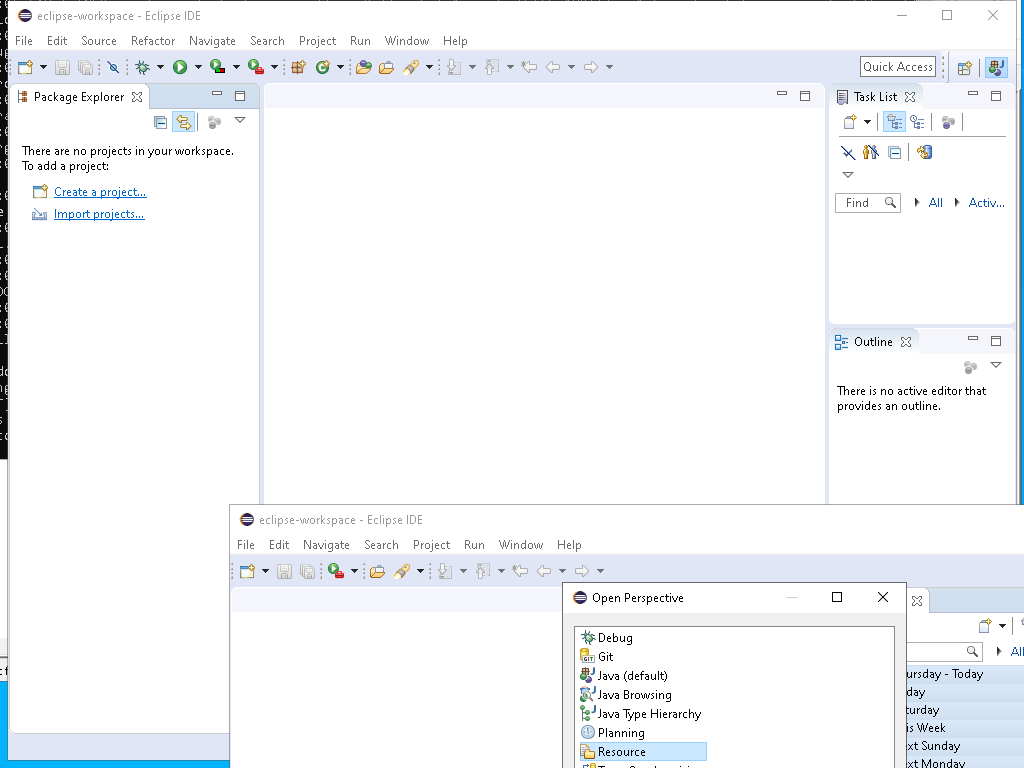 eclipse-workspace - Eclipse IDE
File Edit Source Refactor Navigate Search Project Run Window Help
Quick Access
Package Explorer
Task List
There are no projects in your workspace.
To add a project:
Create a project...
Import projects...
Find All Activ...
Outline
There is no active editor that
provides an outline.
eclipse-workspace - Eclipse IDE
File Edit Navigate Search Project Run Window Help
Open Perspective
Debug
Git
Java (default)
Java Browsing
Java Type Hierarchy
Planning
Resource
All
ursday - Today
day
turday
is Week
ext Sunday
ext Monday